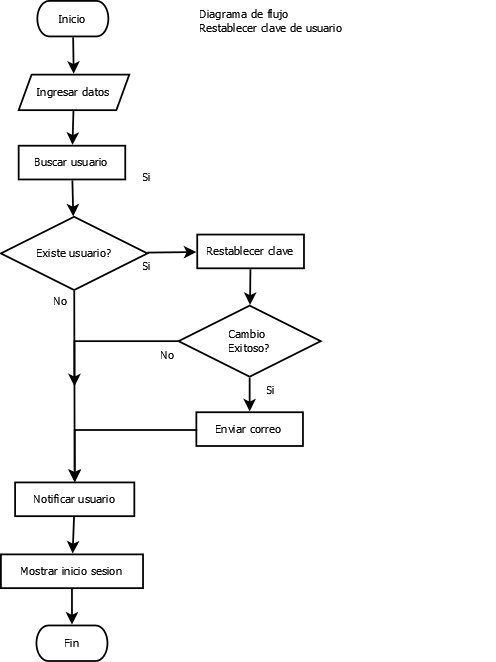 Inicio
Diagrama de flujo
Restablecer clave de usuario
Ingresar datos
Buscar usuario
Si
Existe usuario?
Si
Restablecer clave
No
Cambio
Exitoso?
No
Si
Enviar correo
Notificar usuario
Mostrar inicio sesion
Fin